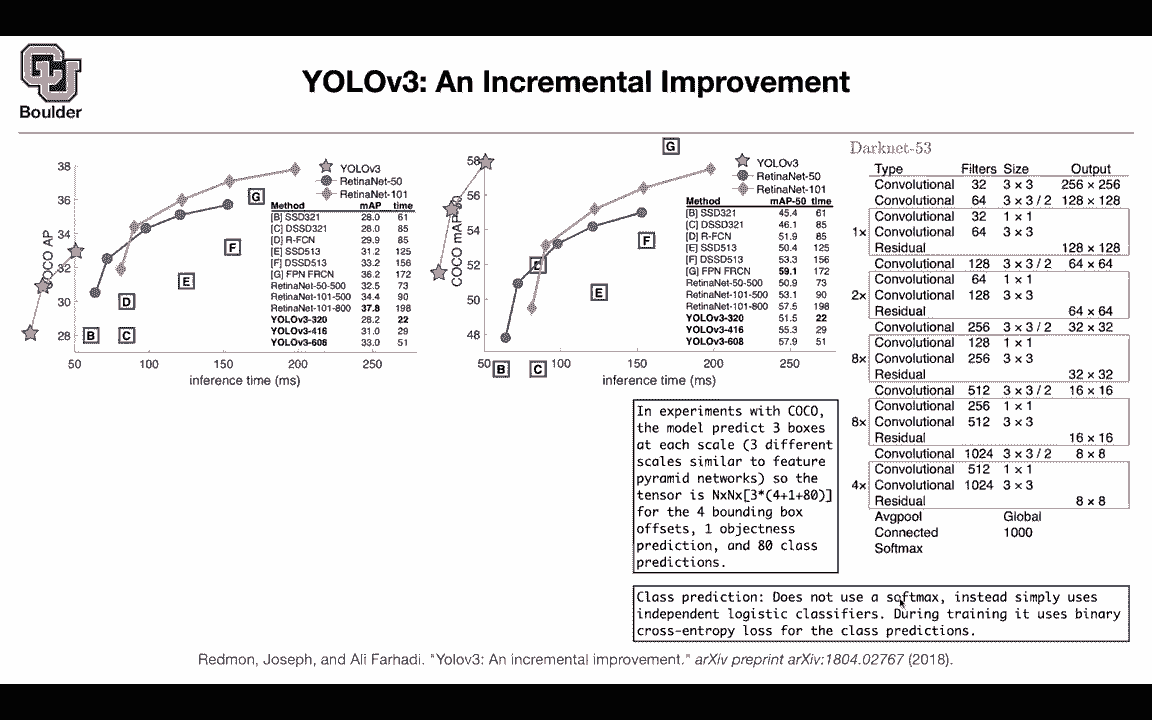 Boulder
YOLOv3: An Incremental Improvement
38
36
34
32
30
28
COCO AP
50
100
150
200
250
inference time (ms)
YOLOv3
RetinaNet-50
RetinaNet-101
Method mAP time
[B] SSD321 28.0 61
[C] DSSD321 28.0 85
[D] R-FCN 29.9 85
[E] SSD513 31.2 125
[F] DSSD513 33.2 156
[G] FPN FRCN 36.2 172
RetinaNet-50-500 32.5 73
RetinaNet-101-500 34.4 90
RetinaNet-101-800 37.8 198
YOLOv3-320 28.2 22
YOLOv3-416 31.0 29
YOLOv3-608 33.0 51
G
F
E
D
B
C
58
56
54
52
50
48
50
100
150
200
250
inference time (ms)
YOLOv3
RetinaNet-50
RetinaNet-101
Method mAP-50 time
[B] SSD321 45.4 61
[C] DSSD321 46.1 85
[D] R-FCN 51.9 85
[E] SSD513 50.4 125
[F] DSSD513 53.3 156
[G] FPN FRCN 59.1 172
RetinaNet-50-500 50.9 73
RetinaNet-101-500 53.1 90
RetinaNet-101-800 57.5 198
YOLOv3-320 51.5 22
YOLOv3-416 55.3 29
YOLOv3-608 57.9 51
G
F
D
E
B
C
Darknet-53
Type Filters Size Output
Convolutional 32 3 × 3 256 × 256
Convolutional 64 3 × 3 / 2 128 × 128
Convolutional 32 1 × 1
1× Convolutional 64 3 × 3
Residual 128 × 128
Convolutional 128 3 × 3 / 2 64 × 64
Convolutional 64 1 × 1
2× Convolutional 128 3 × 3
Residual 64 × 64
Convolutional 256 3 × 3 / 2 32 × 32
Convolutional 128 1 × 1
8× Convolutional 256 3 × 3
Residual 32 × 32
Convolutional 512 3 × 3 / 2 16 × 16
Convolutional 256 1 × 1
8× Convolutional 512 3 × 3
Residual 16 × 16
Convolutional 1024 3 × 3 / 2 8 × 8
Convolutional 512 1 × 1
4× Convolutional 1024 3 × 3
Residual 8 × 8
Avgpool Global
Connected 1000
Softmax
In experiments with COCO,
the model predict 3 boxes
at each scale (3 different
scales similar to feature
pyramid networks) so the
tensor is NxNx[3*(4+1+80)]
for the 4 bounding box
offsets, 1 objectness
prediction, and 80 class
predictions.
Class prediction: Does not use a softmax, instead simply uses
independent logistic classifiers. During training it uses binary
cross-entropy loss for the class predictions.
Redmon, Joseph, and Ali Farhadi. "Yolov3: An incremental improvement." arXiv preprint arXiv:1804.02767 (2018).